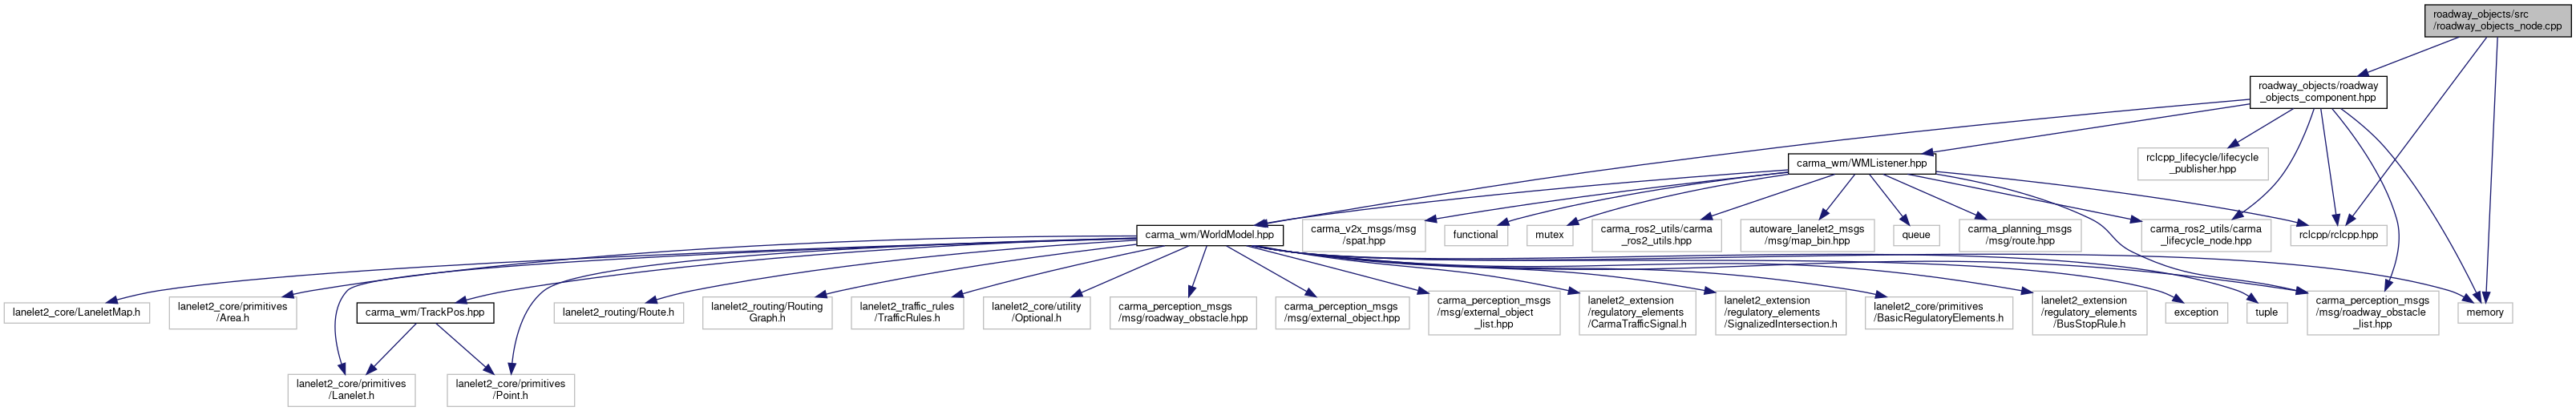 roadway_objects/src
/roadway_objects_node.cpp
roadway_objects/roadway
_objects_component.hpp
carma_wm/WMListener.hpp
rclcpp_lifecycle/lifecycle
_publisher.hpp
carma_wm/WorldModel.hpp
carma_v2x_msgs/msg
/spat.hpp
functional
mutex
carma_ros2_utils/carma
_ros2_utils.hpp
autoware_lanelet2_msgs
/msg/map_bin.hpp
queue
carma_planning_msgs
/msg/route.hpp
carma_ros2_utils/carma
_lifecycle_node.hpp
rclcpp/rclcpp.hpp
lanelet2_core/LaneletMap.h
lanelet2_core/primitives
/Area.h
carma_wm/TrackPos.hpp
lanelet2_routing/Route.h
lanelet2_routing/Routing
Graph.h
lanelet2_traffic_rules
/TrafficRules.h
lanelet2_core/utility
/Optional.h
carma_perception_msgs
/msg/roadway_obstacle.hpp
carma_perception_msgs
/msg/external_object.hpp
carma_perception_msgs
/msg/external_object
_list.hpp
lanelet2_extension
/regulatory_elements
/CarmaTrafficSignal.h
lanelet2_extension
/regulatory_elements
/SignalizedIntersection.h
lanelet2_core/primitives
/BasicRegulatoryElements.h
lanelet2_extension
/regulatory_elements
/BusStopRule.h
exception
tuple
carma_perception_msgs
/msg/roadway_obstacle
_list.hpp
memory
lanelet2_core/primitives
/Lanelet.h
lanelet2_core/primitives
/Point.h